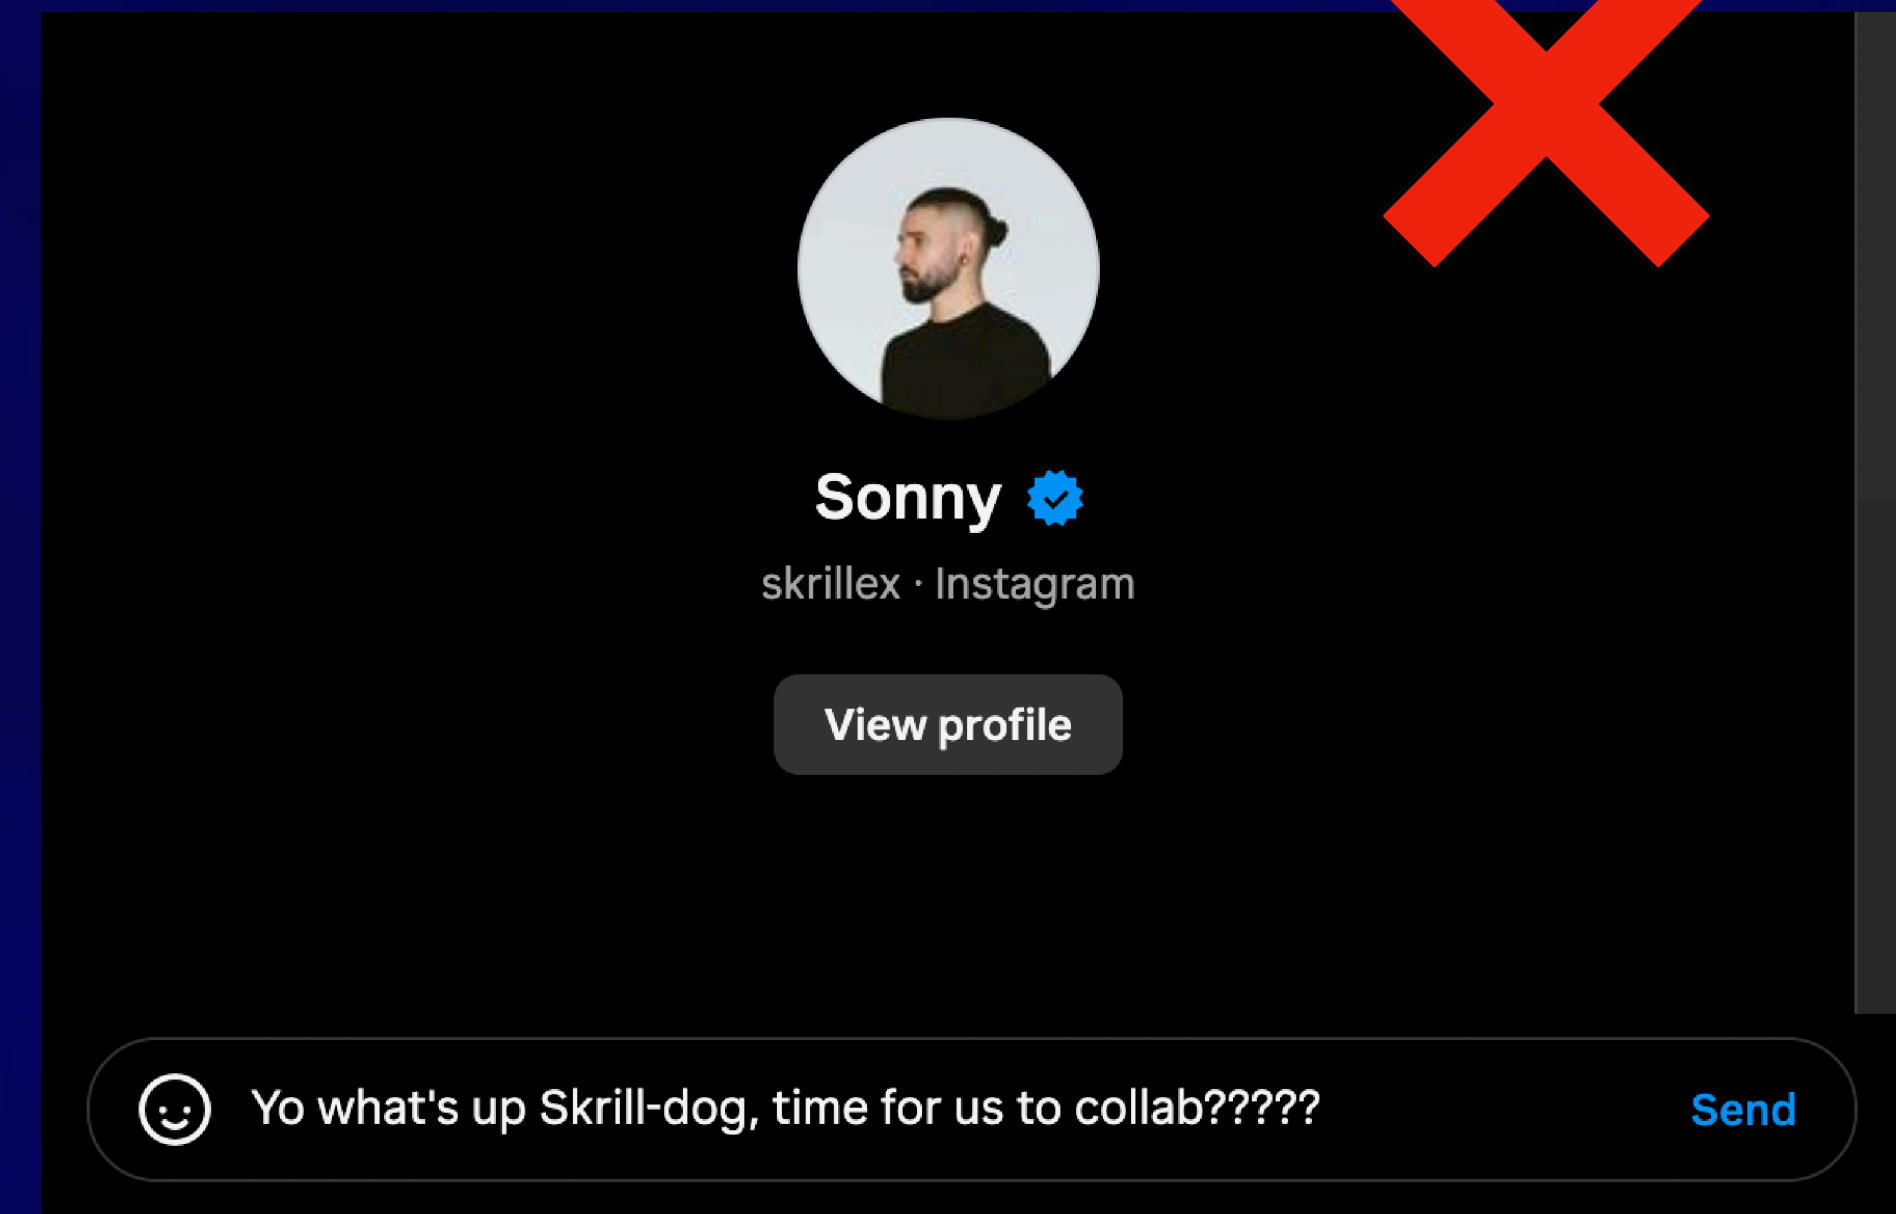 Sonny
skrillex · Instagram
View profile
Yo what's up Skrill-dog, time for us to collab?????
Send